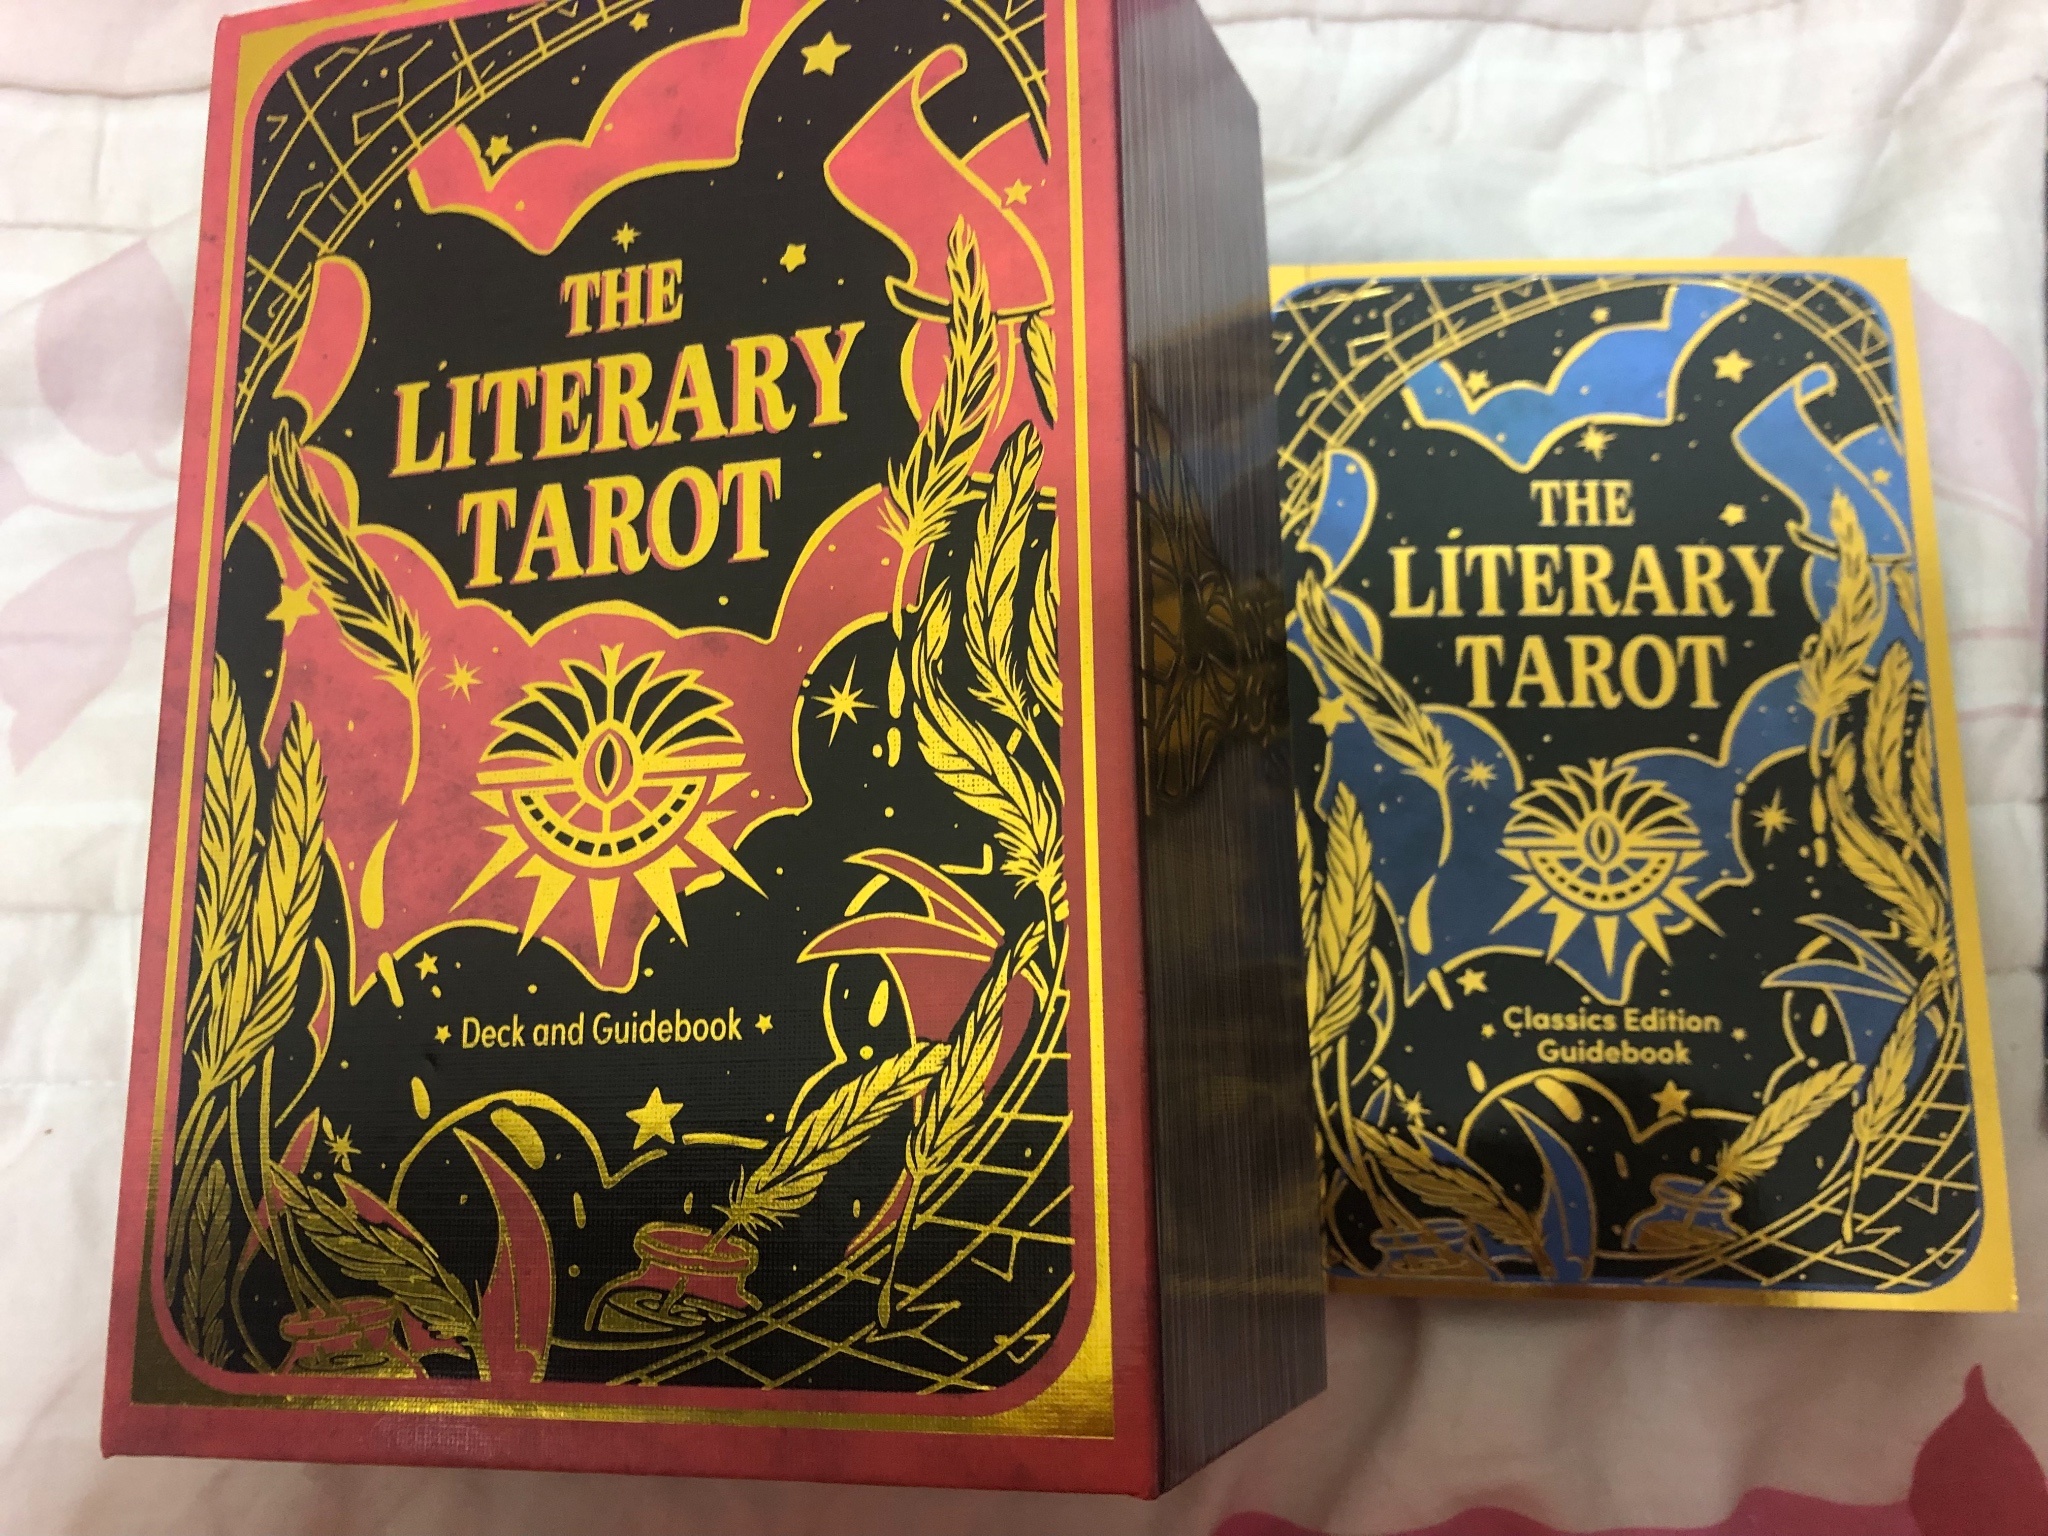 THE
LITERARY
TAROT
Deck and Guidebook
THE
LITERARY
TAROT
Classics Edition
Guidebook